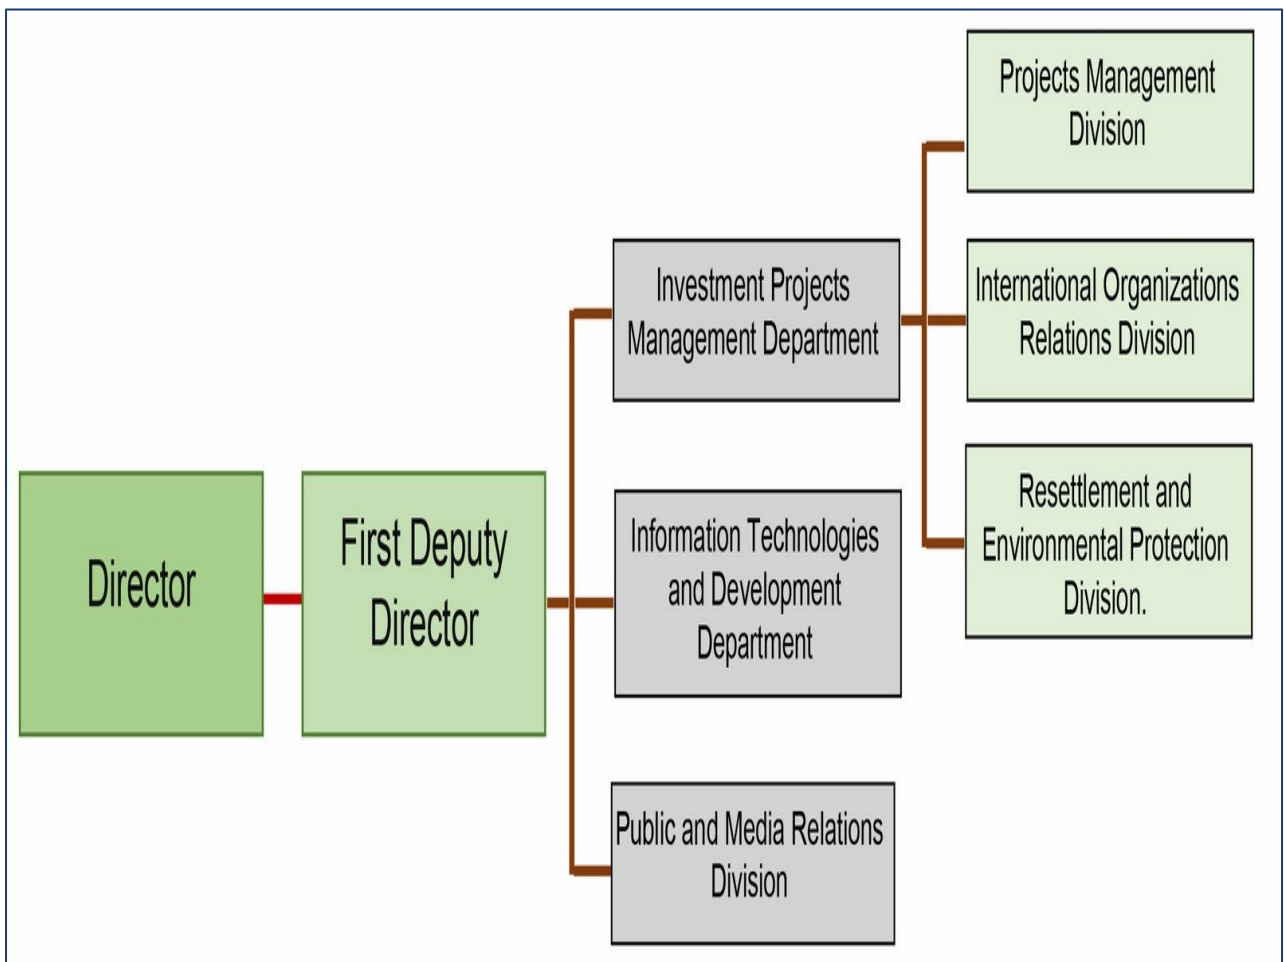 Director
First Deputy
Director
Investment Projects
Management Department
Information Technologies
and Development
Department
Public and Media Relations
Division
Projects Management
Division
International Organizations
Relations Division
Resettlement and
Environmental Protection
Division.